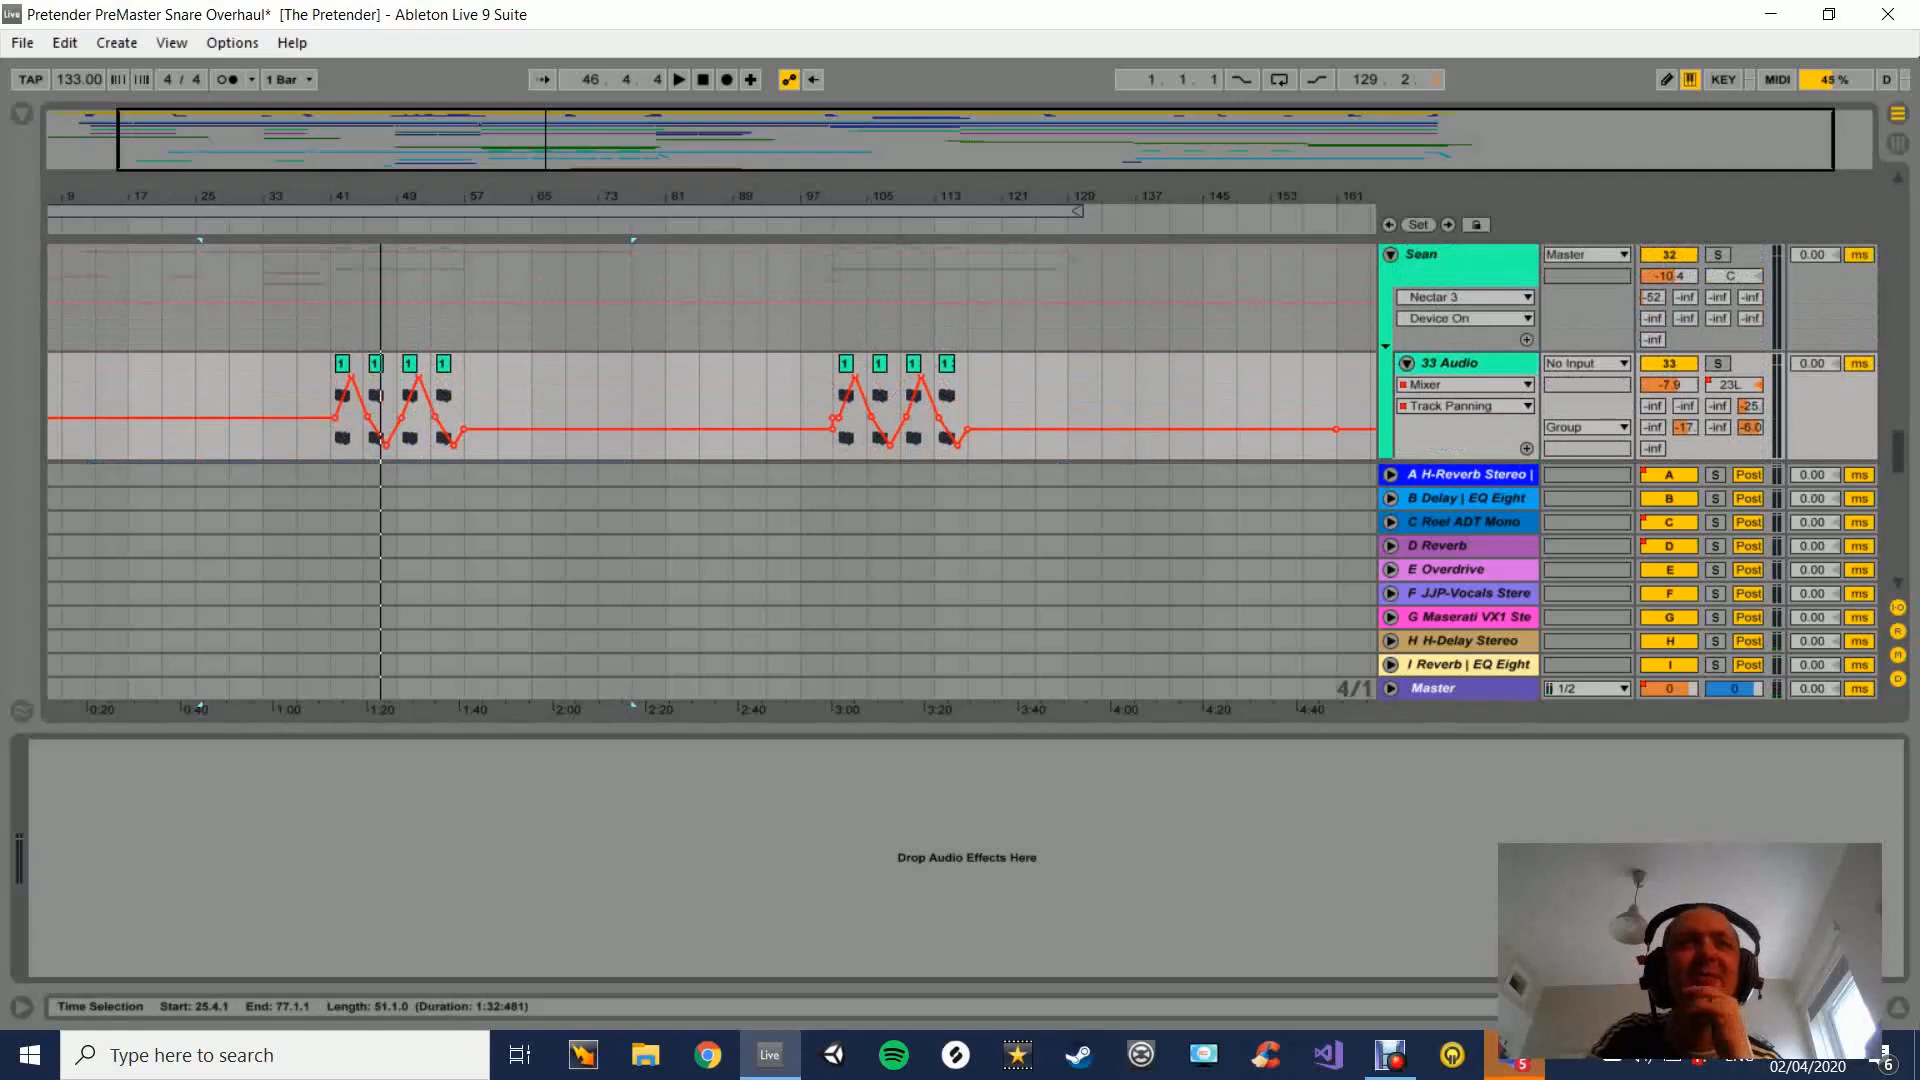 Pretender PreMaster Snare Overhaul* [The Pretender] - Ableton Live 9 Suite
File Edit Create View Options Help
TAP 133.00 4 / 4 1 Bar 46. 4. 4 1. 1. 1 129. 2. KEY MIDI 45 % D
9 17 25 33 41 49 57 65 73 81 89 97 105 113 121 129 137 145 153 161
Set
Sean Master 32 S 0.00 ms
-10.4 C
Nectar 3 -52. -inf -inf -inf
Device On -inf -inf -inf -inf
-inf
1 1 1 1 1 1 1 1 33 Audio No Input 33 S 0.00 ms
Mixer -7.9 23L
Track Panning -inf -inf -inf -25.
Group -inf -17. -inf -6.0
-inf
A H-Reverb Stereo | A S Post 0.00 ms
B Delay | EQ Eight B S Post 0.00 ms
C Reel ADT Mono C S Post 0.00 ms
D Reverb D S Post 0.00 ms
E Overdrive E S Post 0.00 ms
F JJP-Vocals Stere F S Post 0.00 ms
G Maserati VX1 Ste G S Post 0.00 ms
H H-Delay Stereo H S Post 0.00 ms
I Reverb | EQ Eight I S Post 0.00 ms
4/1 Master 1/2 0 0 0.00 ms
0:20 0:40 1:00 1:20 1:40 2:00 2:20 2:40 3:00 3:20 3:40 4:00 4:20 4:40
Drop Audio Effects Here
Time Selection Start: 25.4.1 End: 77.1.1 Length: 51.1.0 (Duration: 1:32:481)
Type here to search
Live
5
02/04/2020
6